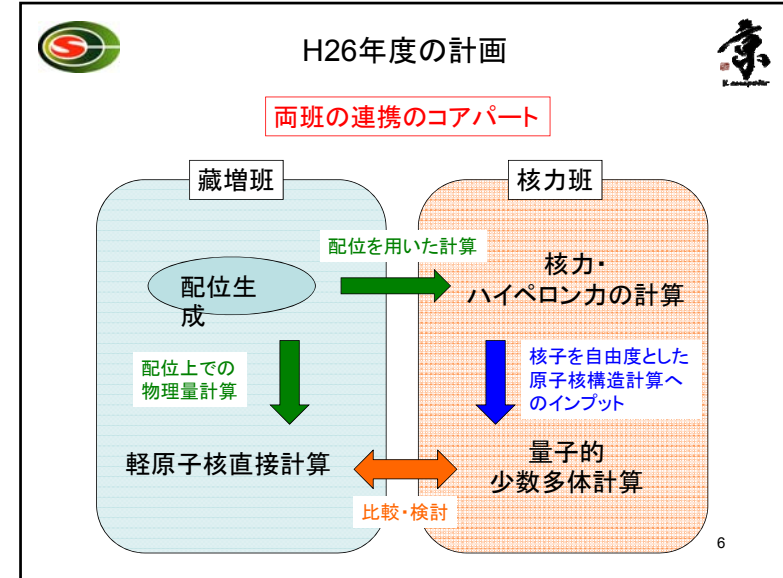 H26年度の計画
京
K computer
両班の連携のコアパート
藏増班
核力班
配位を用いた計算
配位生
成
核力・
ハイペロン力の計算
配位上での
物理量計算
核子を自由度とした
原子核構造計算へ
のインプット
軽原子核直接計算
量子的
少数多体計算
比較・検討
6